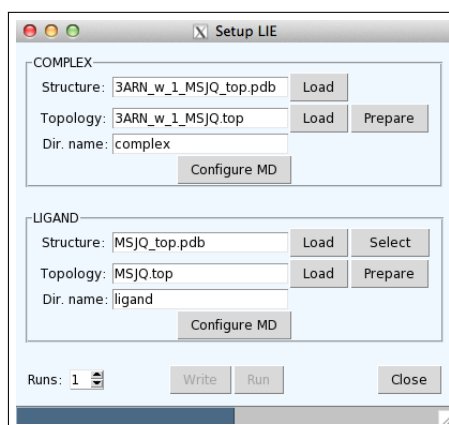 Setup LIE
COMPLEX
Structure: 3ARN_w_1_MSJQ_top.pdb Load
Topology: 3ARN_w_1_MSJQ.top Load Prepare
Dir. name: complex
Configure MD
LIGAND
Structure: MSJQ_top.pdb Load Select
Topology: MSJQ.top Load Prepare
Dir. name: ligand
Configure MD
Runs: 1 Write Run Close